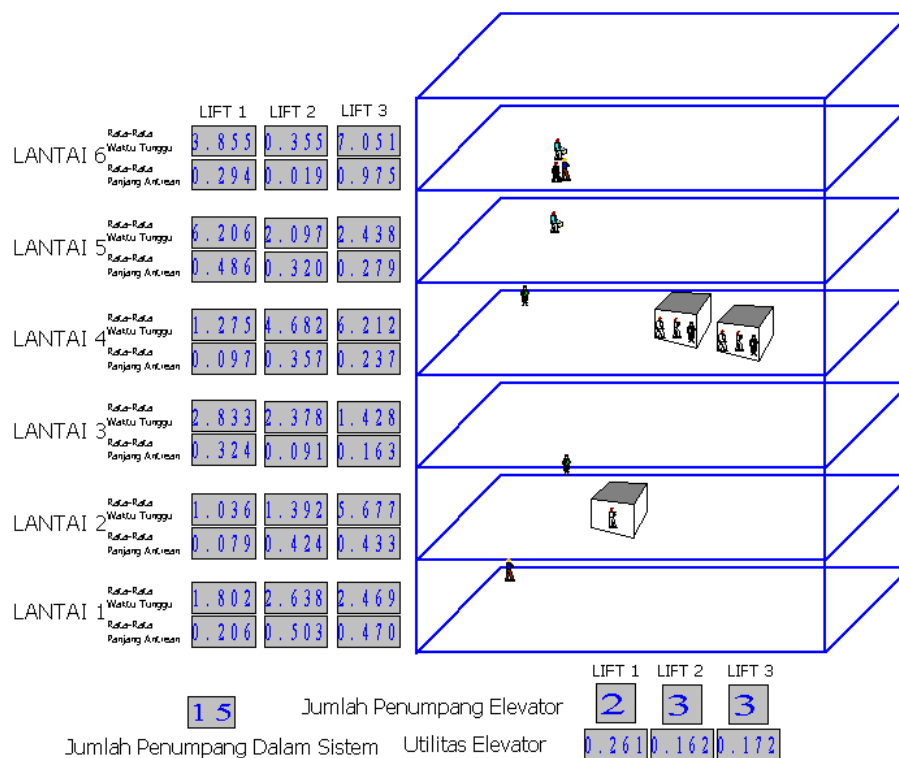 LIFT 1 LIFT 2 LIFT 3
LANTAI 6
Rata-Rata Waktu Tunggu 3.855 0.355 7.051
Rata-Rata Panjang Antrean 0.294 0.019 0.975
LANTAI 5
Rata-Rata Waktu Tunggu 6.206 2.097 2.438
Rata-Rata Panjang Antrean 0.486 0.320 0.279
LANTAI 4
Rata-Rata Waktu Tunggu 1.275 4.682 6.212
Rata-Rata Panjang Antrean 0.097 0.357 0.237
LANTAI 3
Rata-Rata Waktu Tunggu 2.833 2.378 1.428
Rata-Rata Panjang Antrean 0.324 0.091 0.163
LANTAI 2
Rata-Rata Waktu Tunggu 1.036 1.392 5.677
Rata-Rata Panjang Antrean 0.079 0.424 0.433
LANTAI 1
Rata-Rata Waktu Tunggu 1.802 2.638 2.469
Rata-Rata Panjang Antrean 0.206 0.503 0.470
LIFT 1 LIFT 2 LIFT 3
15 Jumlah Penumpang Elevator 2 3 3
Jumlah Penumpang Dalam Sistem Utilitas Elevator 0.261 0.162 0.172